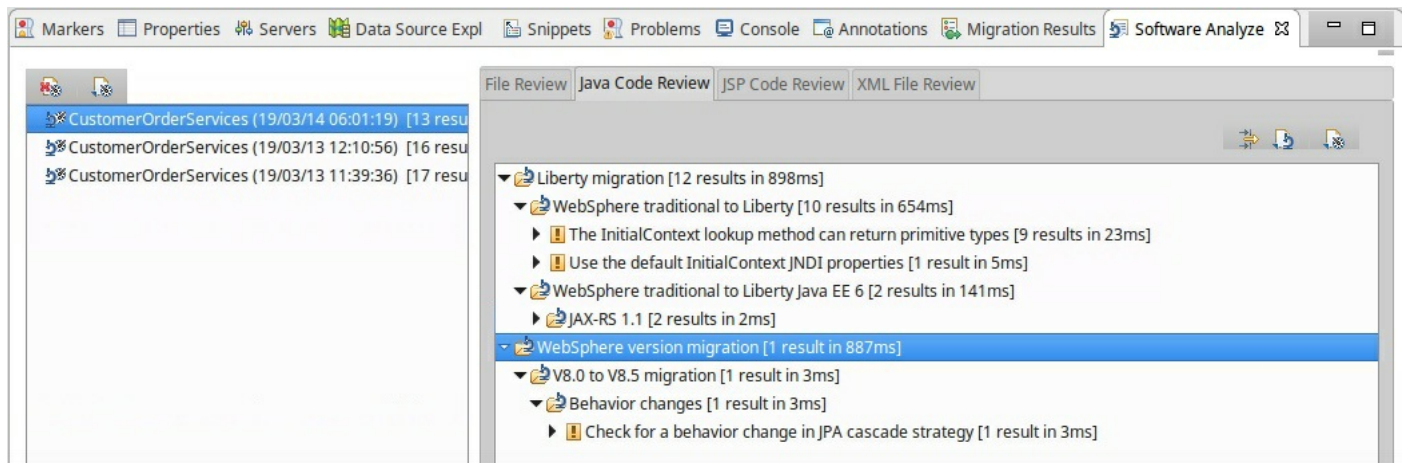 Markers Properties Servers Data Source Expl Snippets Problems Console Annotations Migration Results Software Analyze
File Review Java Code Review JSP Code Review XML File Review
CustomerOrderServices (19/03/14 06:01:19) [13 resu
CustomerOrderServices (19/03/13 12:10:56) [16 resu
CustomerOrderServices (19/03/13 11:39:36) [17 resu
Liberty migration [12 results in 898ms]
WebSphere traditional to Liberty [10 results in 654ms]
The InitialContext lookup method can return primitive types [9 results in 23ms]
Use the default InitialContext JNDI properties [1 result in 5ms]
WebSphere traditional to Liberty Java EE 6 [2 results in 141ms]
JAX-RS 1.1 [2 results in 2ms]
WebSphere version migration [1 result in 887ms]
V8.0 to V8.5 migration [1 result in 3ms]
Behavior changes [1 result in 3ms]
Check for a behavior change in JPA cascade strategy [1 result in 3ms]